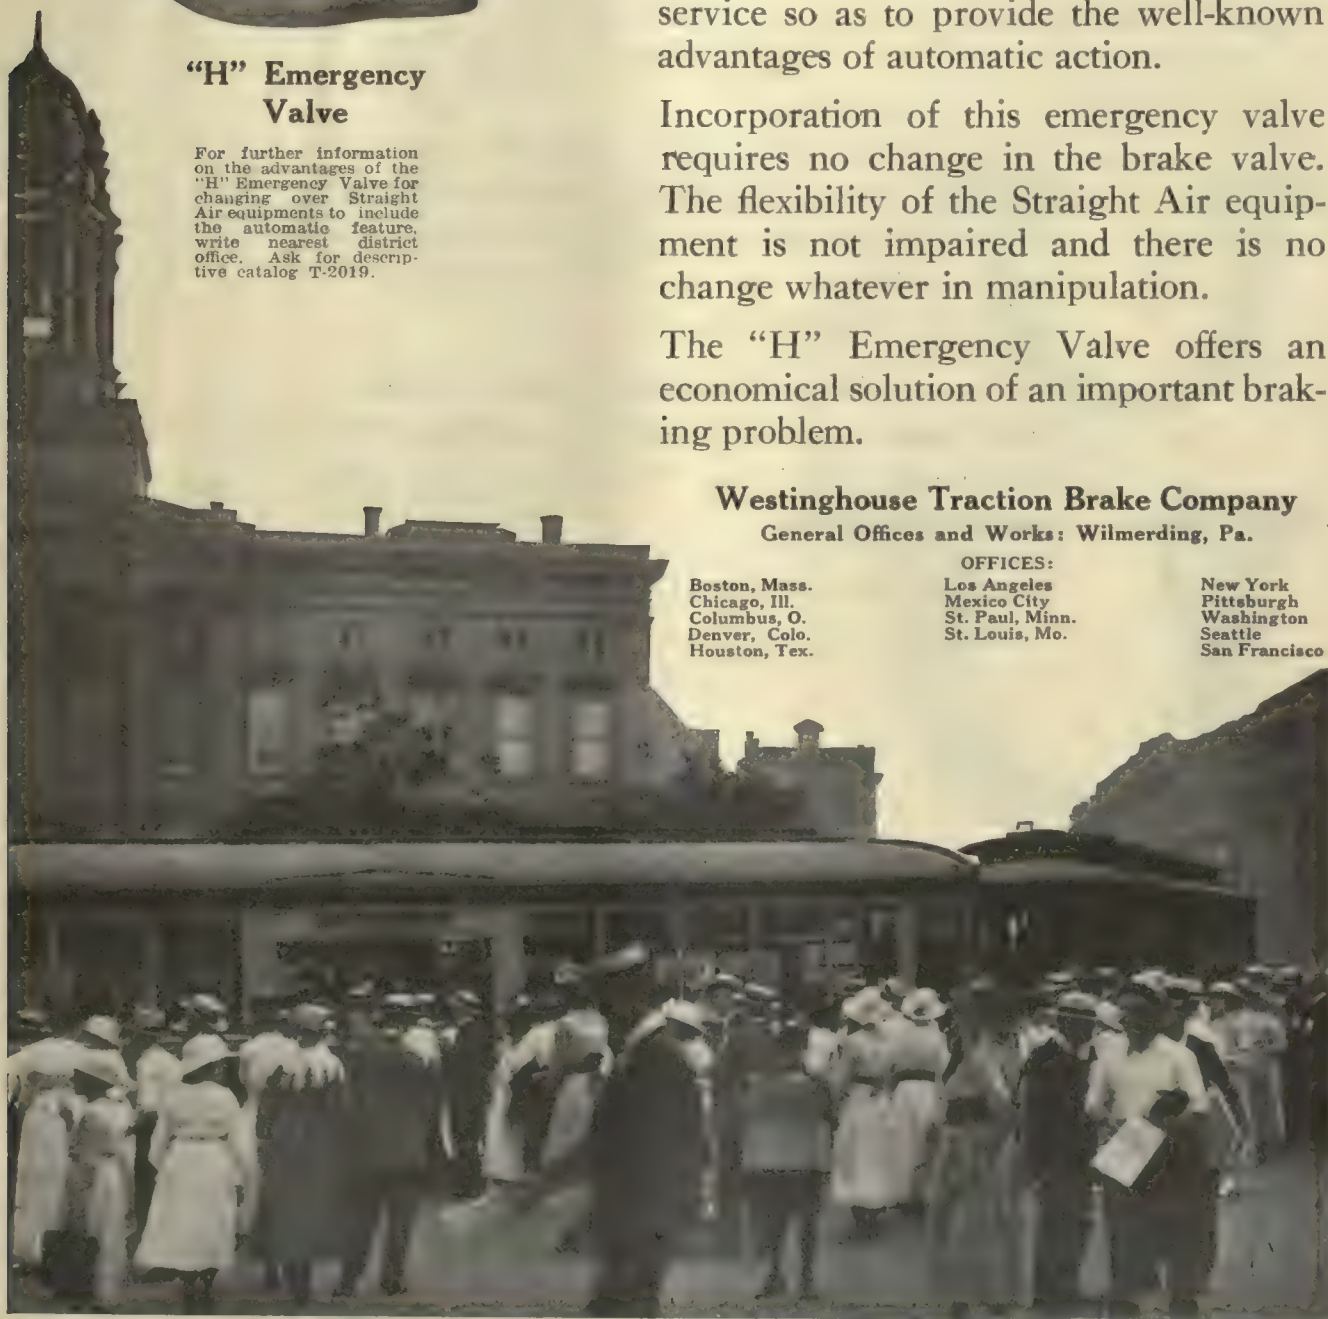 "H" Emergency
Valve
For further information
on the advantages of the
"H" Emergency Valve for
changing over Straight
Air equipments to include
the automatic feature,
write nearest district
office. Ask for descrip-
tive catalog T-2019.
service so as to provide the well-known
advantages of automatic action.
Incorporation of this emergency valve
requires no change in the brake valve.
The flexibility of the Straight Air equip-
ment is not impaired and there is no
change whatever in manipulation.
The "H" Emergency Valve offers an
economical solution of an important brak-
ing problem.
Westinghouse Traction Brake Company
General Offices and Works: Wilmerding, Pa.
OFFICES:
Boston, Mass.
Chicago, Ill.
Columbus, O.
Denver, Colo.
Houston, Tex.
Los Angeles
Mexico City
St. Paul, Minn.
St. Louis, Mo.
New York
Pittsburgh
Washington
Seattle
San Francisco